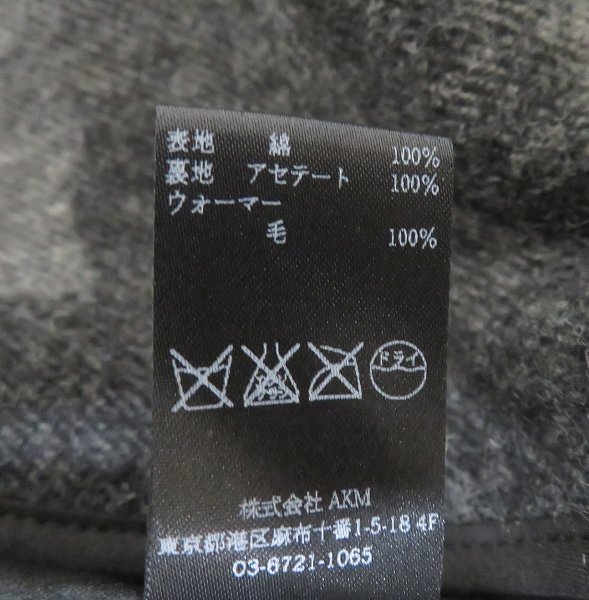 表地 綿 100%
裏地 アセテート 100%
ウォーマー
毛 100%
ドライ
株式会社 AKM
東京都港区麻布十番1-5-18 4F
03-6721-1065